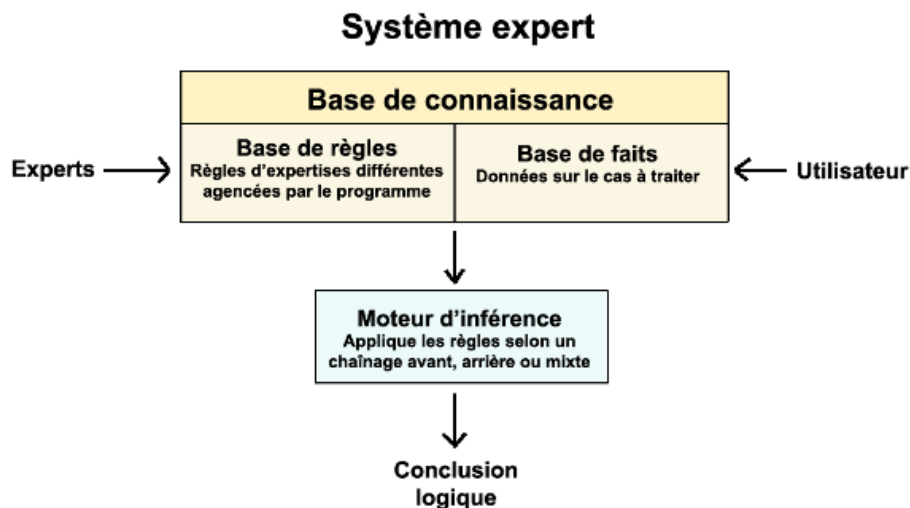 Système expert
Base de connaissance
Experts
Base de règles
Règles d'expertises différentes
agencées par le programme
Base de faits
Données sur le cas à traiter
Utilisateur
Moteur d'inférence
Applique les règles selon un
chaînage avant, arrière ou mixte
Conclusion
logique